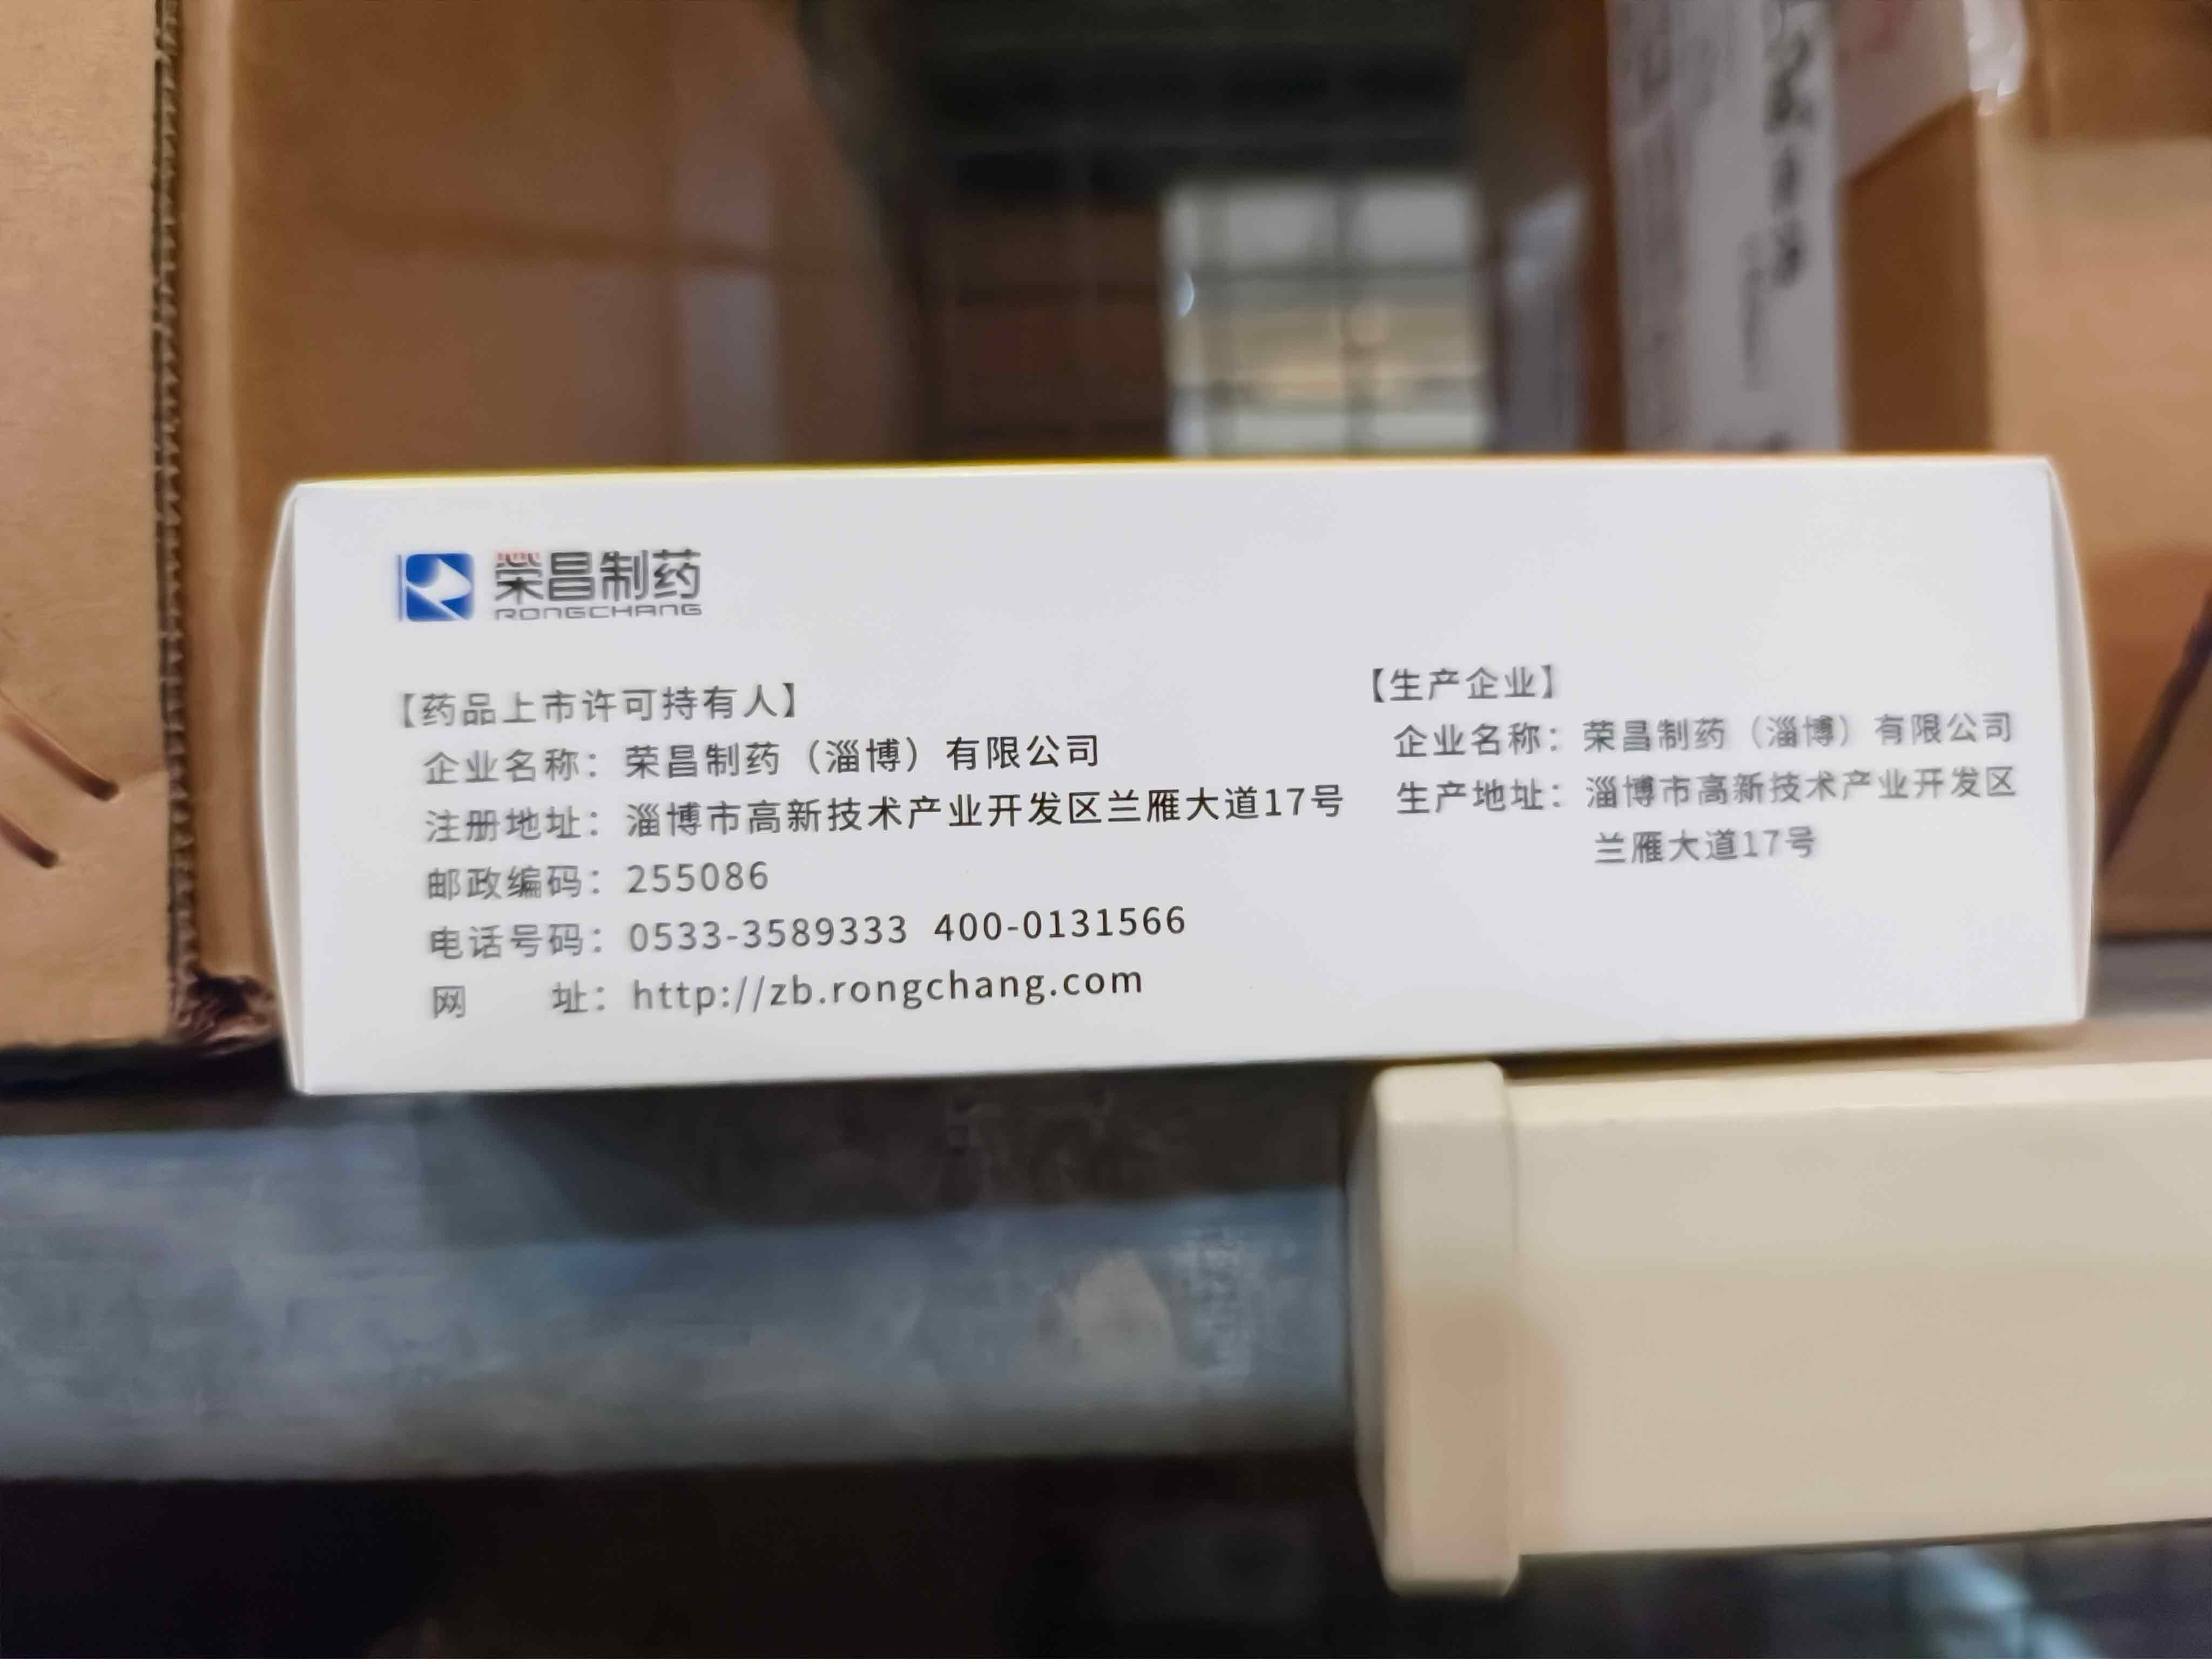 荣昌制药
RONGCHANG
【药品上市许可持有人】
企业名称：荣昌制药（淄博）有限公司
注册地址：淄博市高新技术产业开发区兰雁大道17号
邮政编码：255086
电话号码：0533-3589333 400-0131566
网 址：http://zb.rongchang.com
【生产企业】
企业名称：荣昌制药（淄博）有限公司
生产地址：淄博市高新技术产业开发区
兰雁大道17号